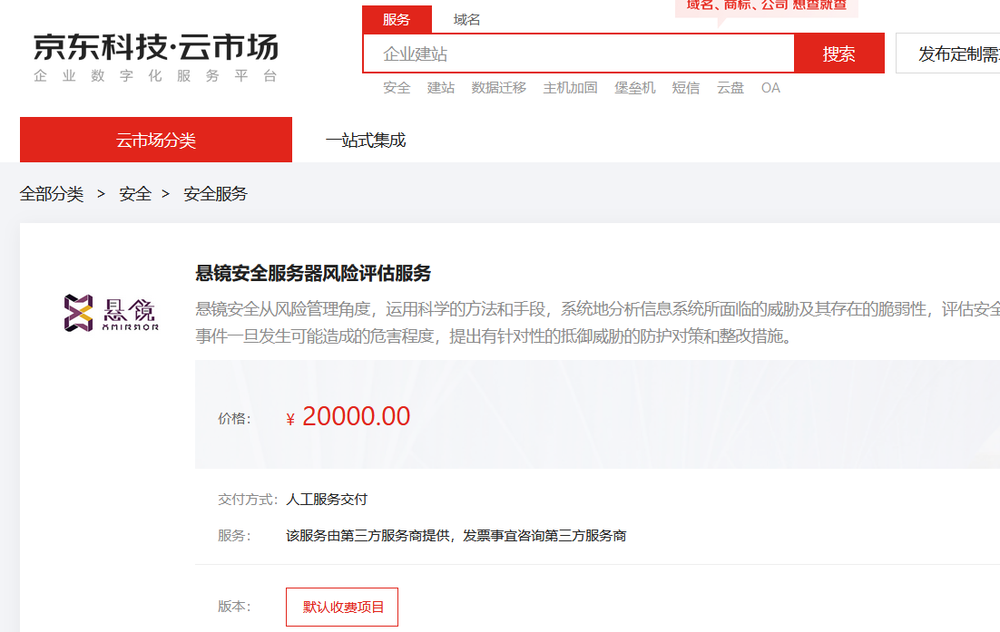 域名、商标、公司 想查就查
服务 域名
京东科技·云市场
企业数字化服务平台
企业建站
搜索
发布定制需
安全 建站 数据迁移 主机加固 堡垒机 短信 云盘 OA
云市场分类
一站式集成
全部分类 > 安全 > 安全服务
悬镜安全服务器风险评估服务
悬镜
XMIRROR
悬镜安全从风险管理角度，运用科学的方法和手段，系统地分析信息系统所面临的威胁及其存在的脆弱性，评估安全
事件一旦发生可能造成的危害程度，提出有针对性的抵御威胁的防护对策和整改措施。
价格： ¥ 20000.00
交付方式： 人工服务交付
服务： 该服务由第三方服务商提供，发票事宜咨询第三方服务商
版本： 默认收费项目